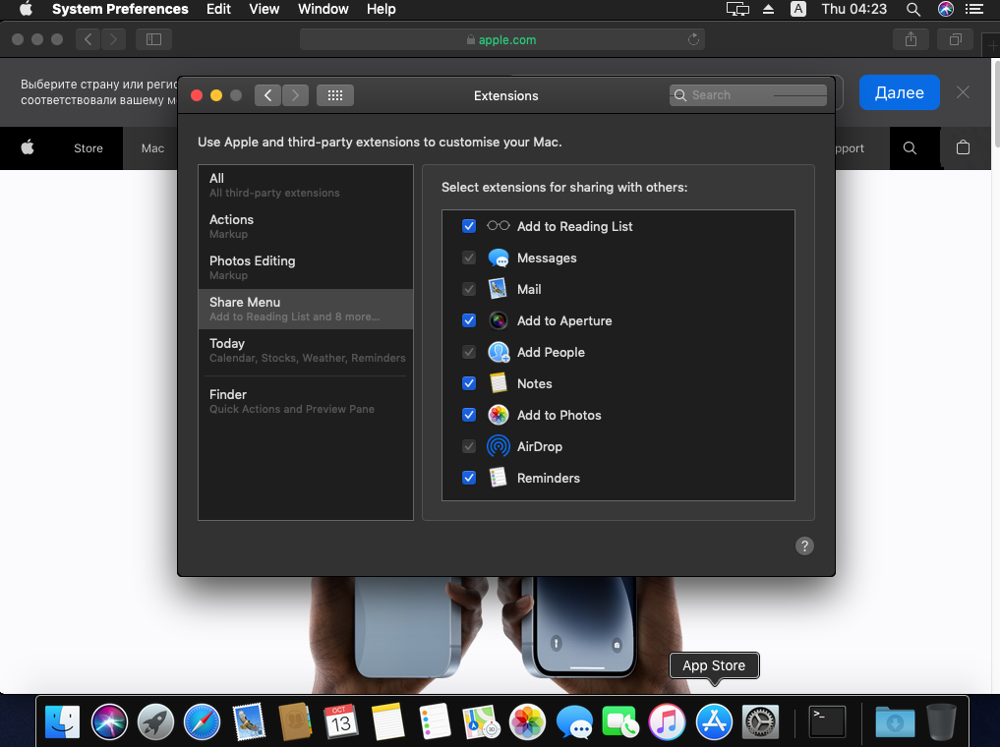 System Preferences Edit View Window Help
A Thu 04:23
apple.com
Выберите страну или регис
соответствовали вашему м
Далее
Store Mac pport
Extensions
Search
Use Apple and third-party extensions to customise your Mac.
All
All third-party extensions
Actions
Markup
Photos Editing
Markup
Share Menu
Add to Reading List and 8 more...
Today
Calendar, Stocks, Weather, Reminders
Finder
Quick Actions and Preview Pane
Select extensions for sharing with others:
Add to Reading List
Messages
Mail
Add to Aperture
Add People
Notes
Add to Photos
AirDrop
Reminders
?
App Store
OCT
13
>_